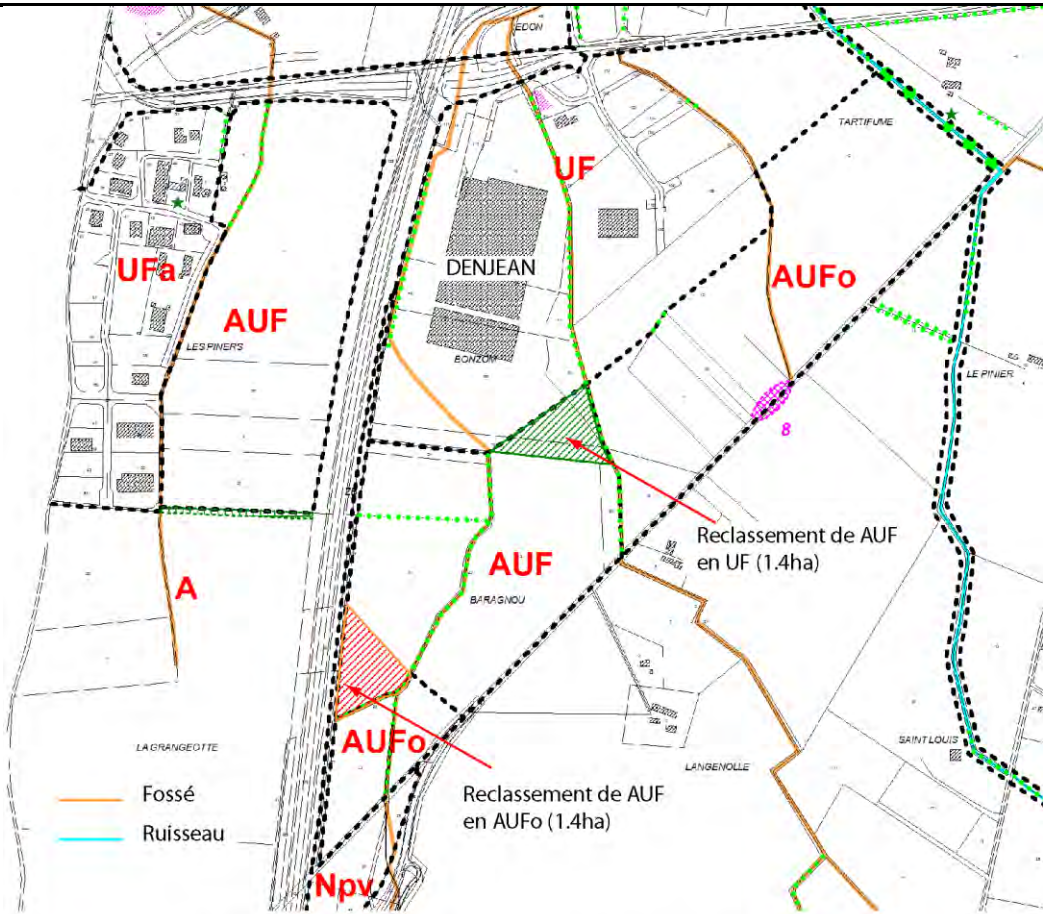 EDON
TARTIFUME
UF
UFa
DENJEAN
AUFo
AUF
LES PINERS
BONZOM
LE PINIER
8
Reclassement de AUF
en UF (1.4ha)
AUF
A
BARAGNOU
AUFo
LA GRANGEOTTE
SAINT LOUIS
LANGENOLLE
Fossé
Reclassement de AUF
en AUFo (1.4ha)
Ruisseau
Npv